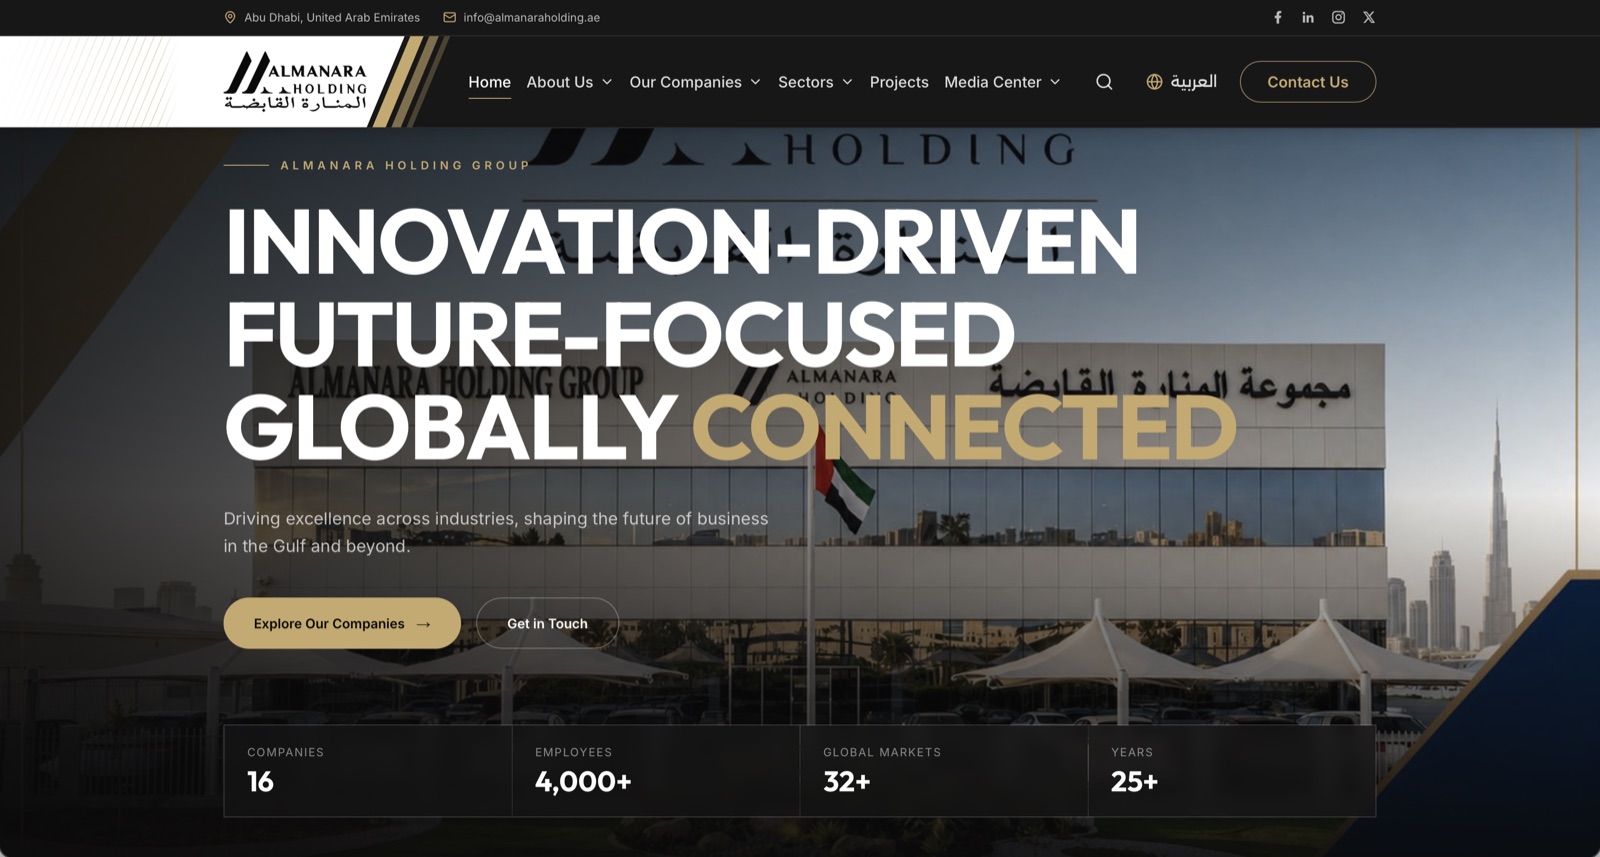 Abu Dhabi, United Arab Emirates
info@almanaraholding.ae
ALMANARA
HOLDING
المنارة القابضة
Home
About Us
Our Companies
Sectors
Projects
Media Center
العربية
Contact Us
HOLDING
ALMANARA HOLDING GROUP
المنارة القابضة
INNOVATION-DRIVEN
FUTURE-FOCUSED
ALMANARA HOLDING GROUP
ALMANARA
HOLDING
مجموعة المنارة القابضة
GLOBALLY CONNECTED
Driving excellence across industries, shaping the future of business
in the Gulf and beyond.
Explore Our Companies →
Get in Touch
COMPANIES
16
EMPLOYEES
4,000+
GLOBAL MARKETS
32+
YEARS
25+